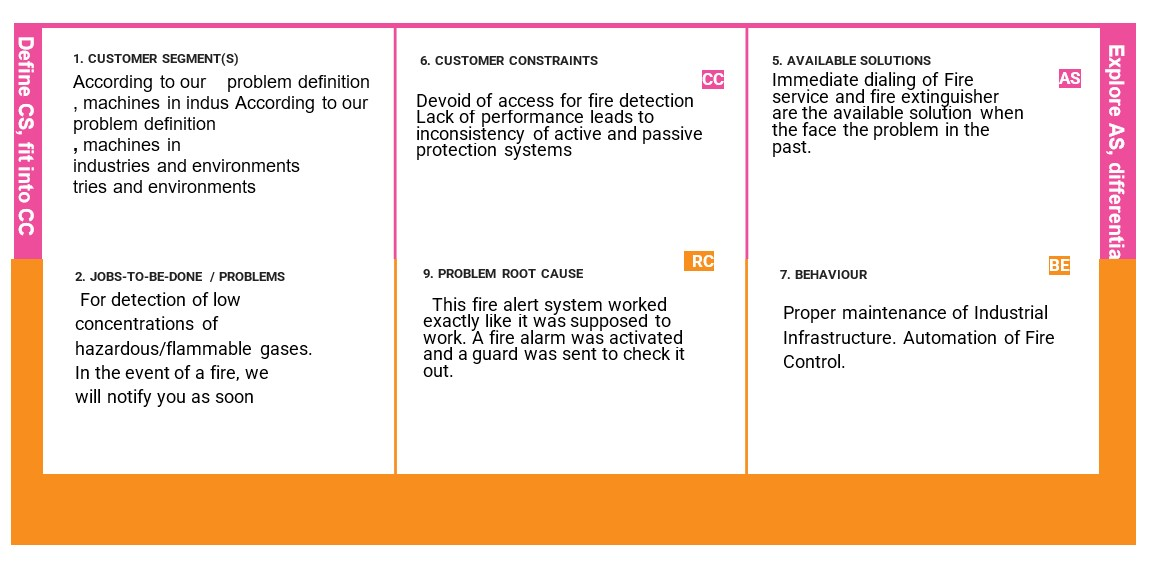 Define CS, fit into CC
1. CUSTOMER SEGMENT(S)
According to our problem definition
, machines in indus According to our
problem definition
, machines in
industries and environments
tries and environments
6. CUSTOMER CONSTRAINTS
CC
Devoid of access for fire detection
Lack of performance leads to
inconsistency of active and passive
protection systems
5. AVAILABLE SOLUTIONS
AS
Immediate dialing of Fire
service and fire extinguisher
are the available solution when
the face the problem in the
past.
Explore AS, differentia
2. JOBS-TO-BE-DONE / PROBLEMS
For detection of low
concentrations of
hazardous/flammable gases.
In the event of a fire, we
will notify you as soon
9. PROBLEM ROOT CAUSE
RC
This fire alert system worked
exactly like it was supposed to
work. A fire alarm was activated
and a guard was sent to check it
out.
7. BEHAVIOUR
BE
Proper maintenance of Industrial
Infrastructure. Automation of Fire
Control.